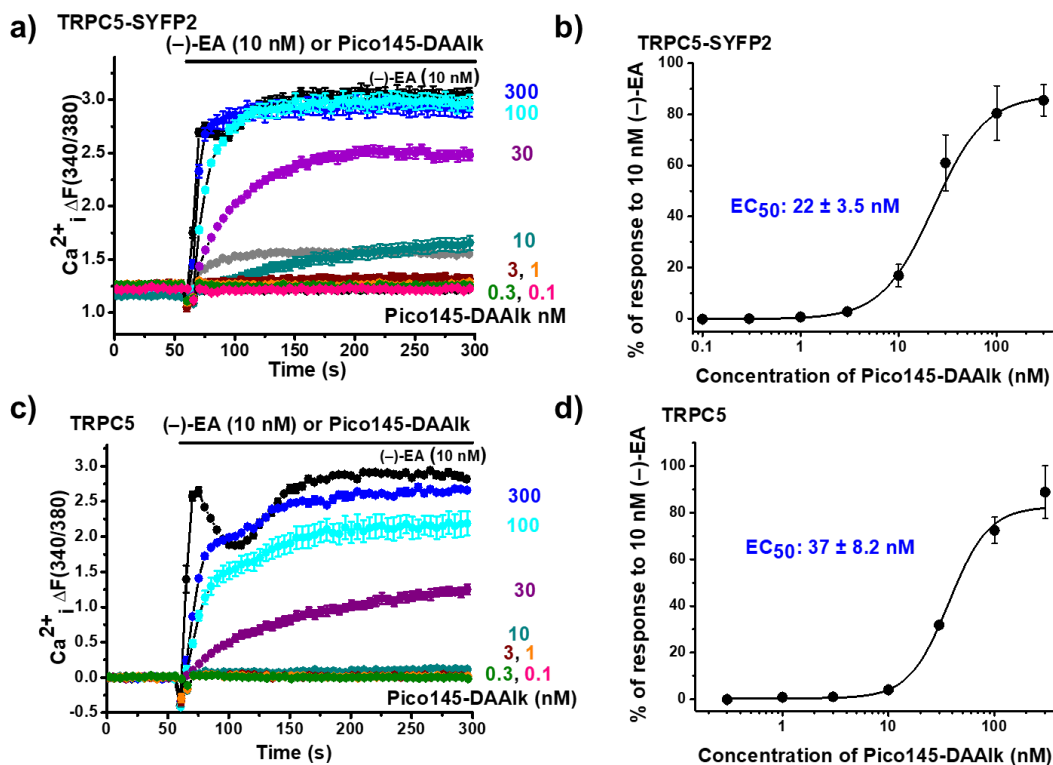 a)
TRPC5-SYFP2
(–)-EA (10 nM) or Pico145-DAAlk
(–)-EA (10 nM)
Ca2+i ΔF(340/380)
3.0
2.5
2.0
1.5
1.0
300
100
30
10
3, 1
0.3, 0.1
Pico145-DAAlk nM
0 50 100 150 200 250 300
Time (s)
b)
TRPC5-SYFP2
% of response to 10 nM (–)-EA
100
80
60
40
20
0
EC50: 22 ± 3.5 nM
0.1 1 10 100
Concentration of Pico145-DAAlk (nM)
c)
TRPC5
(–)-EA (10 nM) or Pico145-DAAlk
(–)-EA (10 nM)
Ca2+i ΔF(340/380)
3.0
2.5
2.0
1.5
1.0
0.5
0.0
-0.5
300
100
30
10
3, 1
0.3, 0.1
Pico145-DAAlk (nM)
0 50 100 150 200 250 300
Time (s)
d)
TRPC5
% of response to 10 nM (–)-EA
100
80
60
40
20
0
EC50: 37 ± 8.2 nM
1 10 100
Concentration of Pico145-DAAlk (nM)